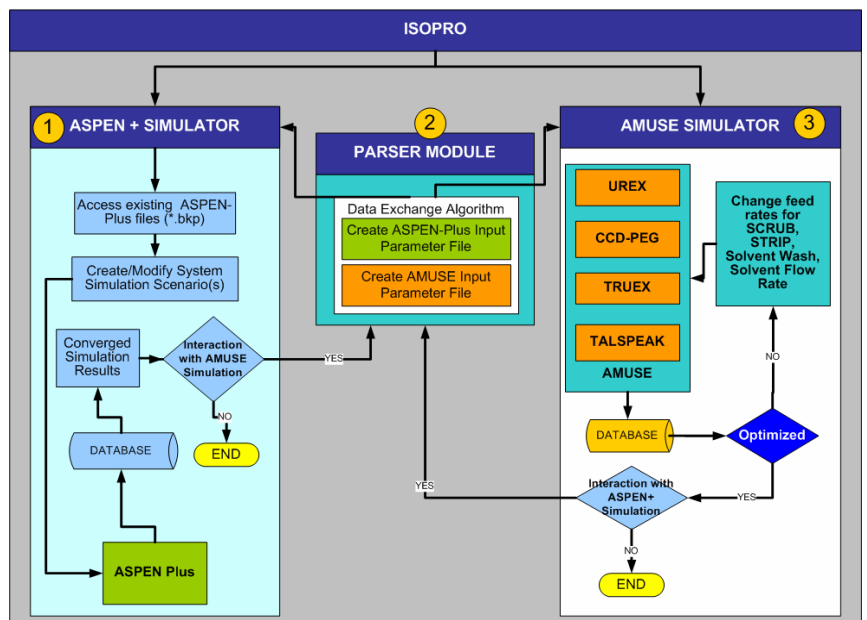 ISOPRO
1
ASPEN + SIMULATOR
Access existing ASPEN-
Plus files (*.bkp)
Create/Modify System
Simulation Scenario(s)
Converged
Simulation
Results
Interaction
with AMUSE
Simulation
YES
NO
END
DATABASE
ASPEN Plus
2
PARSER MODULE
Data Exchange Algorithm
Create ASPEN-Plus Input
Parameter File
Create AMUSE Input
Parameter File
YES
AMUSE SIMULATOR
3
UREX
CCD-PEG
TRUEX
TALSPEAK
AMUSE
Change feed
rates for
SCRUB,
STRIP,
Solvent Wash,
Solvent Flow
Rate
NO
DATABASE
Optimized
YES
Interaction with
ASPEN+
Simulation
NO
END